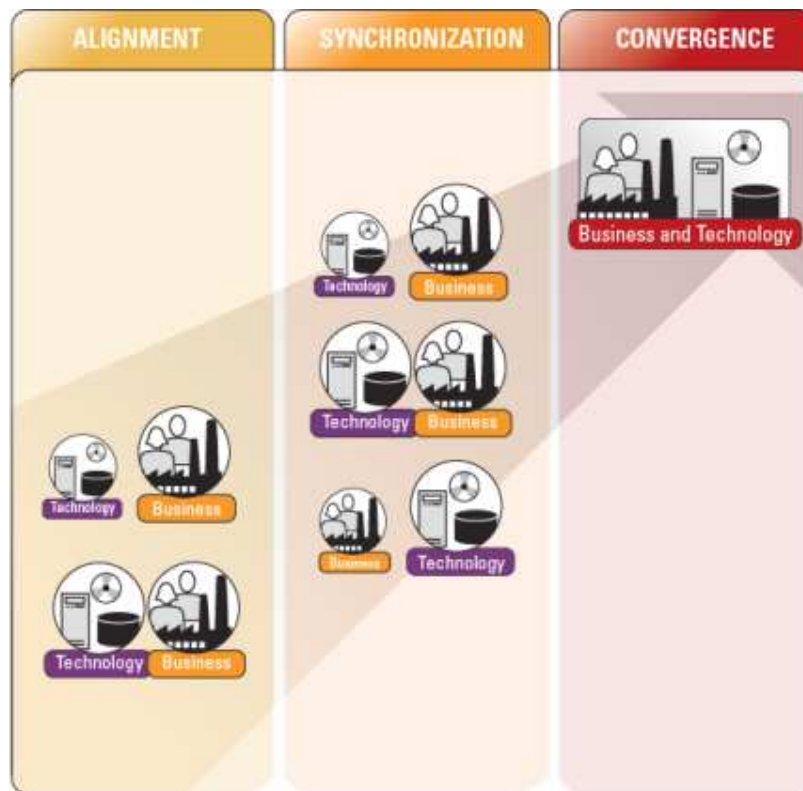 ALIGNMENT
SYNCHRONIZATION
CONVERGENCE
Business and Technology
Technology
Business
Technology
Business
Technology
Business
Technology
Business
Business
Technology